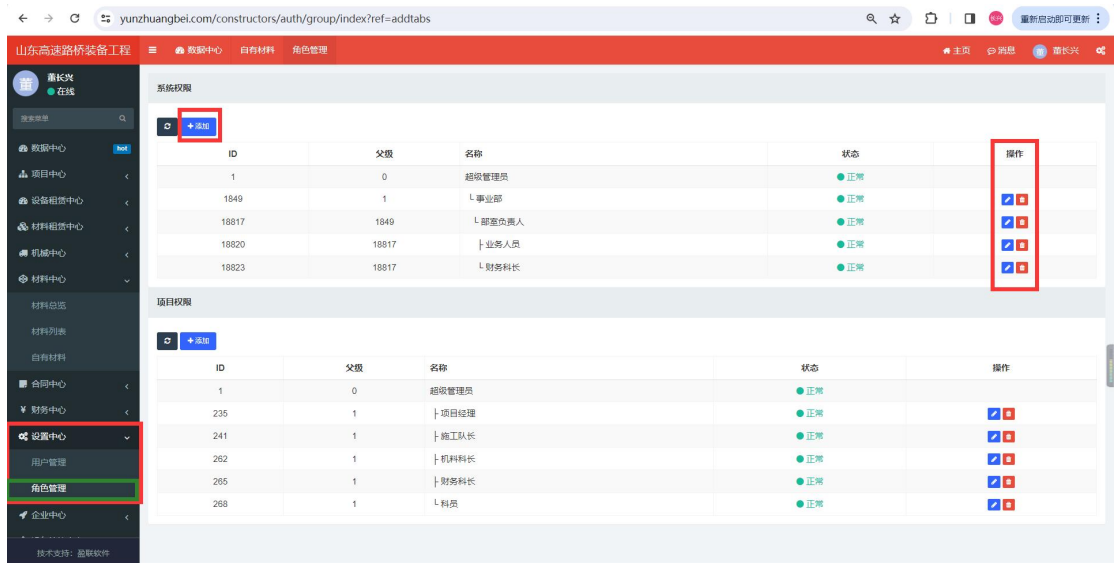 yunzhuangbei.com/constructors/auth/group/index?ref=addtabs
长兴
重新启动即可更新
山东高速路桥装备工程
数据中心 自有材料 角色管理
主页 消息 董 董长兴
董
董长兴
在线
搜索菜单
数据中心 hot
项目中心
设备租赁中心
材料租赁中心
机械中心
材料中心
材料总览
材料列表
自有材料
合同中心
¥ 财务中心
设置中心
用户管理
角色管理
企业中心
技术支持：盈联软件
系统权限
+添加
ID 父级 名称 状态 操作
1 0 超级管理员 正常
1849 1 └ 事业部 正常
18817 1849 └ 部室负责人 正常
18820 18817 ├ 业务人员 正常
18823 18817 └ 财务科长 正常
项目权限
+添加
ID 父级 名称 状态 操作
1 0 超级管理员 正常
235 1 ├ 项目经理 正常
241 1 ├ 施工队长 正常
262 1 ├ 机料科长 正常
265 1 ├ 财务科长 正常
268 1 └ 科员 正常